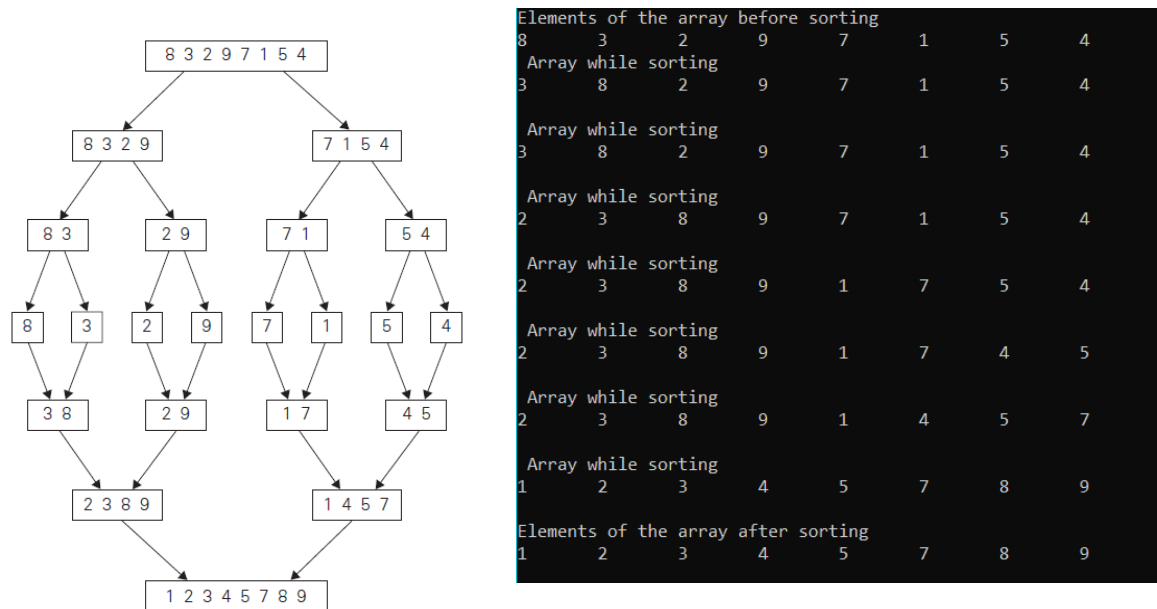 8 3 2 9 7 1 5 4
8 3 2 9
7 1 5 4
8 3
2 9
7 1
5 4
8
3
2
9
7
1
5
4
3 8
2 9
1 7
4 5
2 3 8 9
1 4 5 7
1 2 3 4 5 7 8 9
Elements of the array before sorting
8 3 2 9 7 1 5 4
Array while sorting
3 8 2 9 7 1 5 4
Array while sorting
3 8 2 9 7 1 5 4
Array while sorting
2 3 8 9 7 1 5 4
Array while sorting
2 3 8 9 1 7 5 4
Array while sorting
2 3 8 9 1 7 4 5
Array while sorting
2 3 8 9 1 4 5 7
Array while sorting
1 2 3 4 5 7 8 9
Elements of the array after sorting
1 2 3 4 5 7 8 9